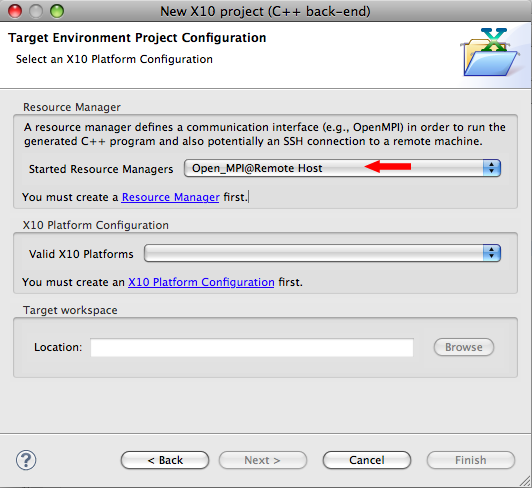 New X10 project (C++ back-end)
Target Environment Project Configuration
Select an X10 Platform Configuration
X
Resource Manager
A resource manager defines a communication interface (e.g., OpenMPI) in order to run the
generated C++ program and also potentially an SSH connection to a remote machine.
Started Resource Managers Open_MPI@Remote Host
You must create a Resource Manager first.
X10 Platform Configuration
Valid X10 Platforms
You must create an X10 Platform Configuration first.
Target workspace
Location: Browse
? < Back Next > Cancel Finish